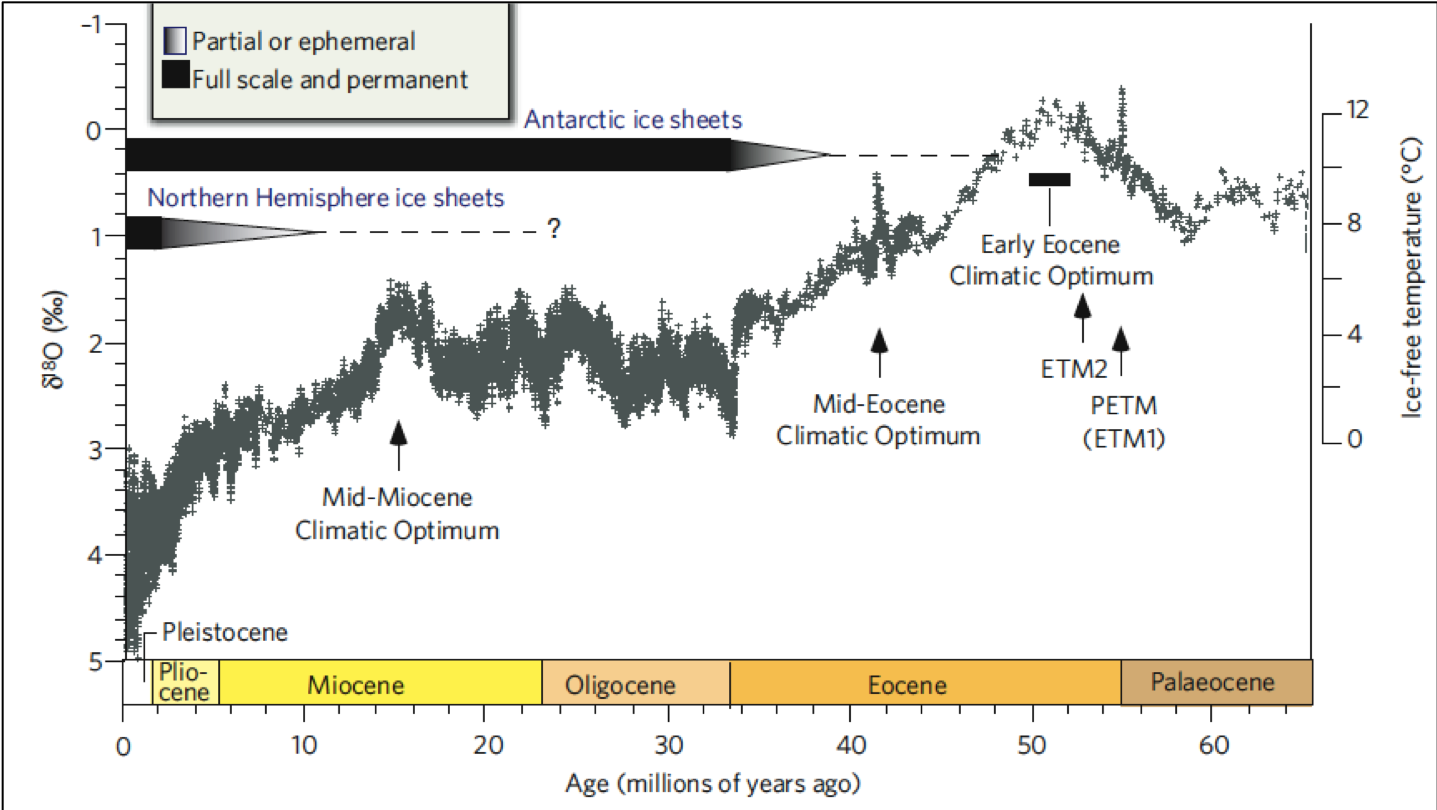 Partial or ephemeral
Full scale and permanent
Antarctic ice sheets
Northern Hemisphere ice sheets
?
–1
0
1
2
3
4
5
δ¹⁸O (‰)
12
8
4
0
Ice-free temperature (°C)
Early Eocene
Climatic Optimum
ETM2
PETM
(ETM1)
Mid-Eocene
Climatic Optimum
Mid-Miocene
Climatic Optimum
Pleistocene
Plio-
cene
Miocene
Oligocene
Eocene
Palaeocene
0
10
20
30
40
50
60
Age (millions of years ago)